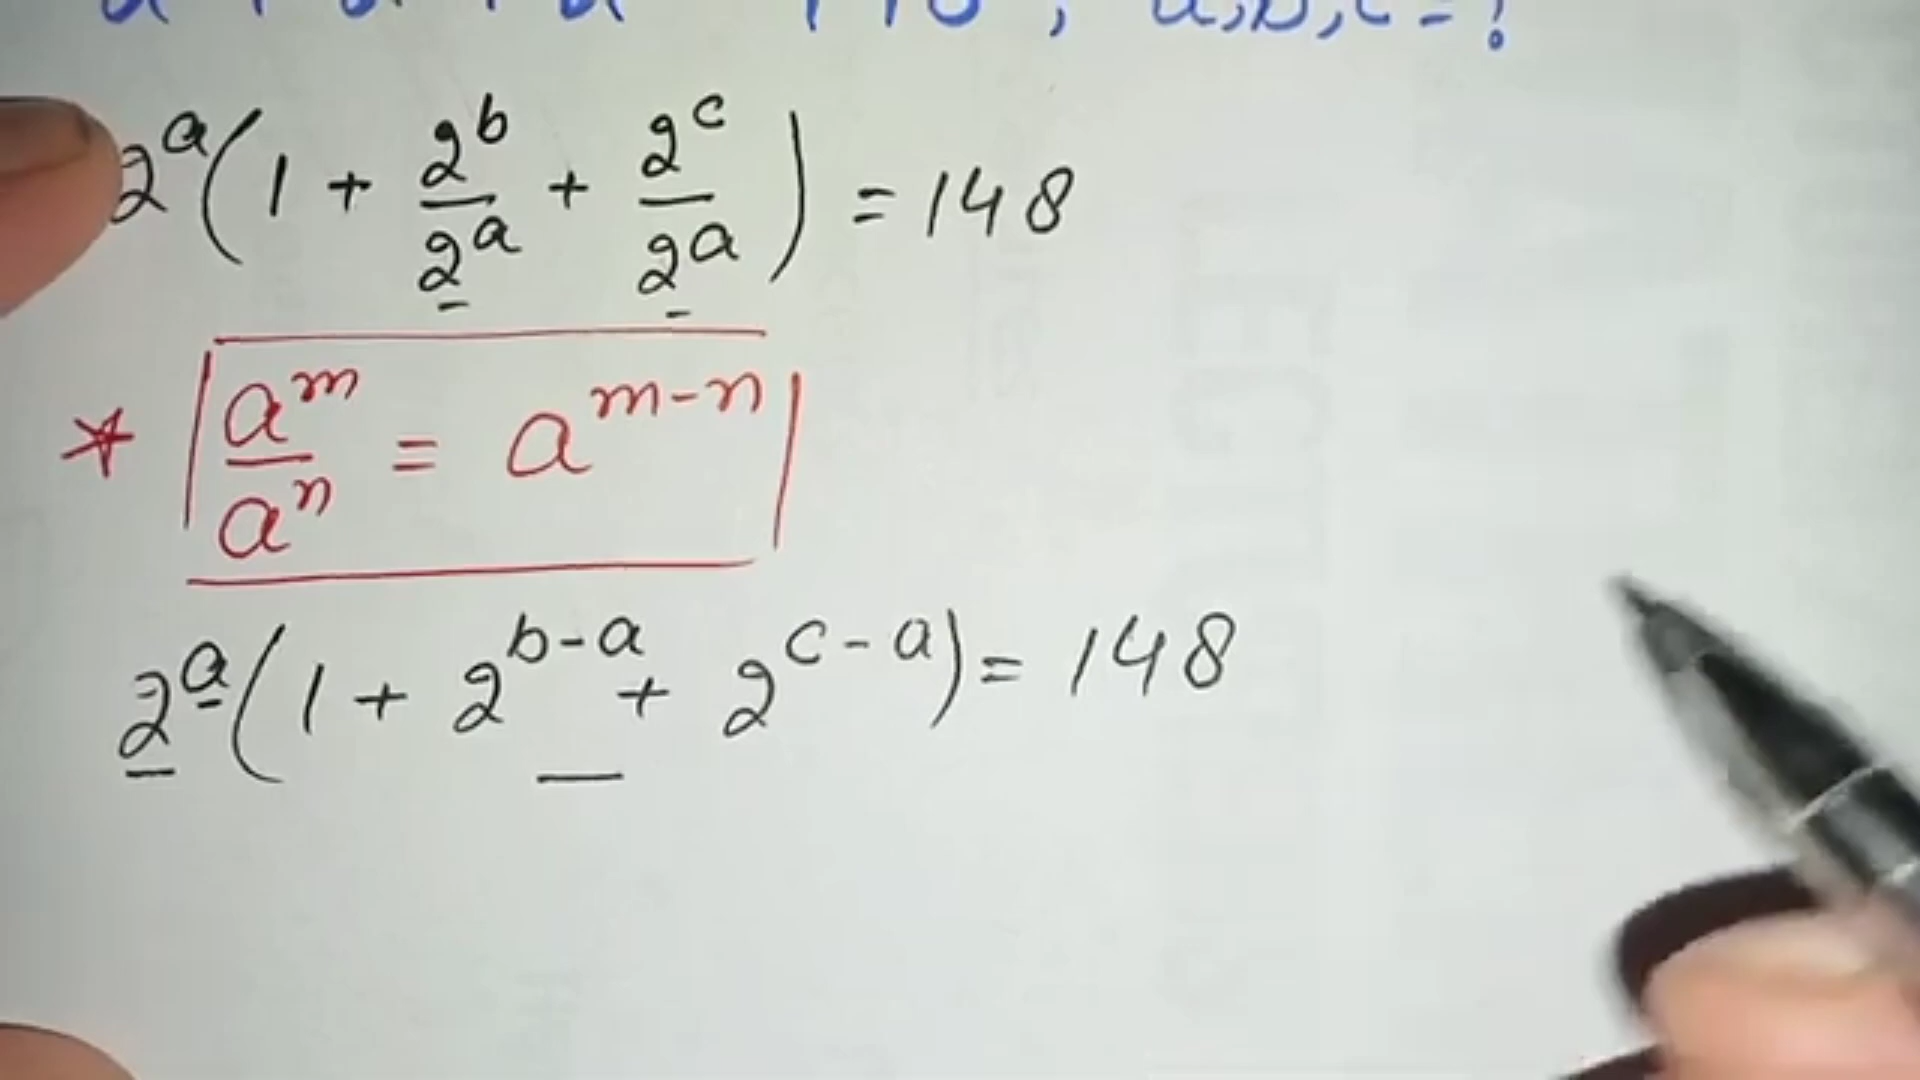 a, b, c = ?
2^a (1 + 2^b/2^a + 2^c/2^a) = 148
* a^m/a^n = a^{m-n}
2^a (1 + 2^{b-a} + 2^{c-a}) = 148